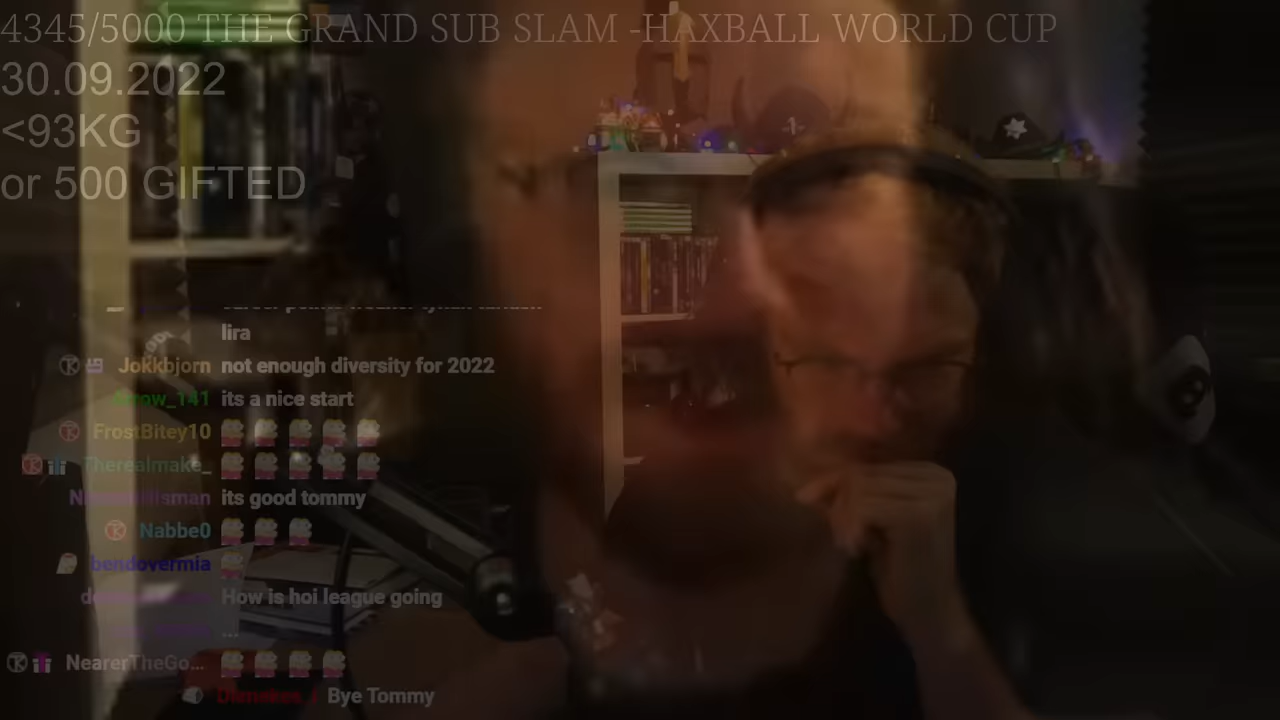 4345/5000 THE GRAND SUB SLAM -HAXBALL WORLD CUP
30.09.2022
<93KG
or 500 GIFTED
lira
Jokkbjorn not enough diversity for 2022
its a nice start
FrostBitey10
Therealmake_
its good tommy
Nabbe0
bendovermia
How is hoi league going
...
NearerTheGo...
Bye Tommy